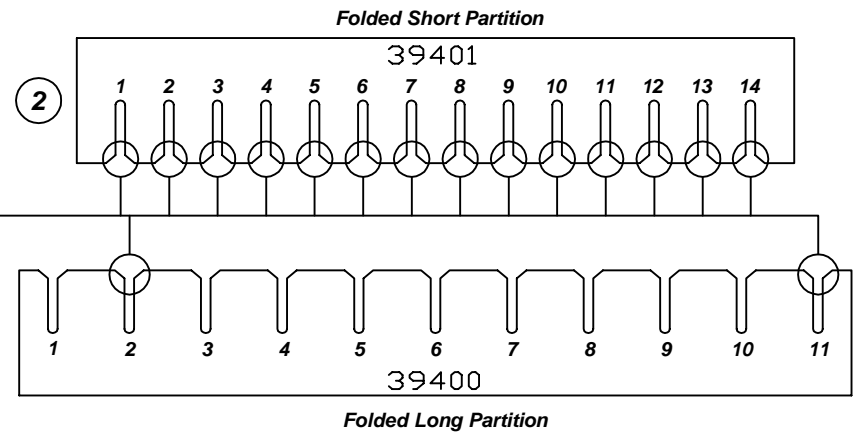 Folded Short Partition
39401
2
1 2 3 4 5 6 7 8 9 10 11 12 13 14
1 2 3 4 5 6 7 8 9 10 11
39400
Folded Long Partition